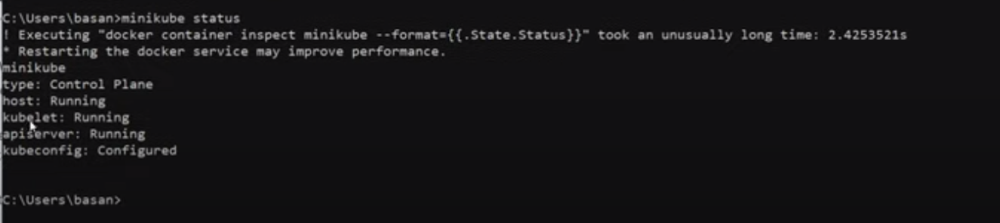 C:\Users\basan>minikube status
! Executing "docker container inspect minikube --format={{.State.Status}}" took an unusually long time: 2.4253521s
* Restarting the docker service may improve performance.
minikube
type: Control Plane
host: Running
kubelet: Running
apiserver: Running
kubeconfig: Configured
C:\Users\basan>